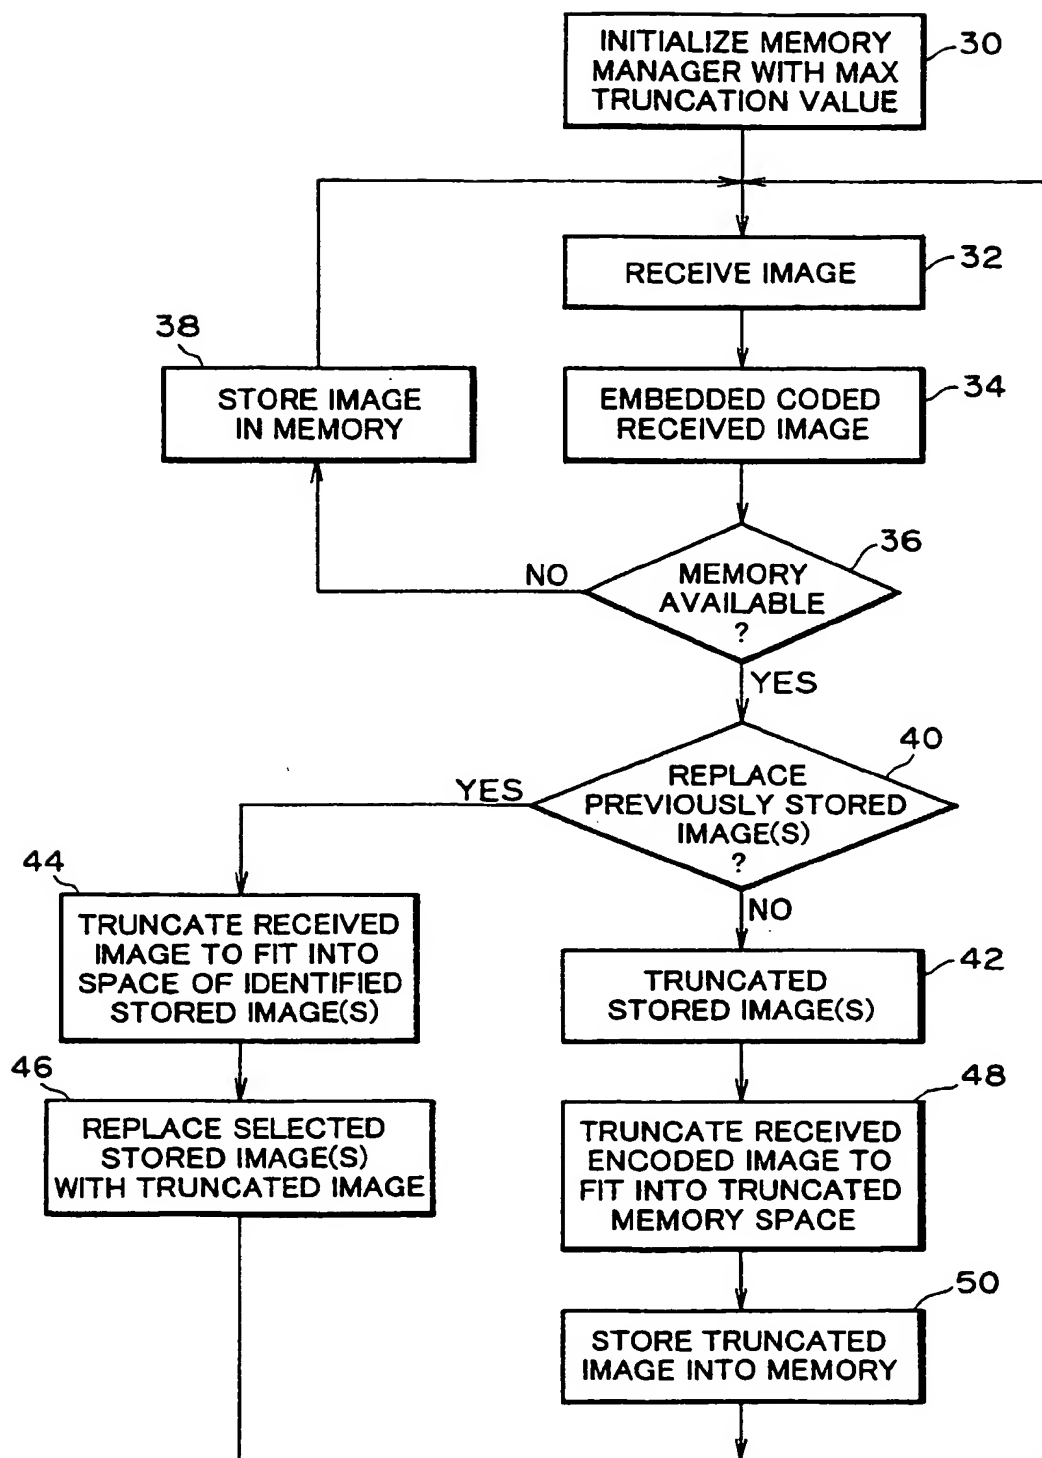 INITIALIZE MEMORY
MANAGER WITH MAX
TRUNCATION VALUE
30
RECEIVE IMAGE
32
38
STORE IMAGE
IN MEMORY
EMBEDDED CODED
RECEIVED IMAGE
34
36
NO
MEMORY
AVAILABLE
?
YES
40
YES
REPLACE
PREVIOUSLY STORED
IMAGE(S)
?
NO
44
TRUNCATE RECEIVED
IMAGE TO FIT INTO
SPACE OF IDENTIFIED
STORED IMAGE(S)
42
TRUNCATED
STORED IMAGE(S)
46
REPLACE SELECTED
STORED IMAGE(S)
WITH TRUNCATED IMAGE
48
TRUNCATE RECEIVED
ENCODED IMAGE TO
FIT INTO TRUNCATED
MEMORY SPACE
50
STORE TRUNCATED
IMAGE INTO MEMORY